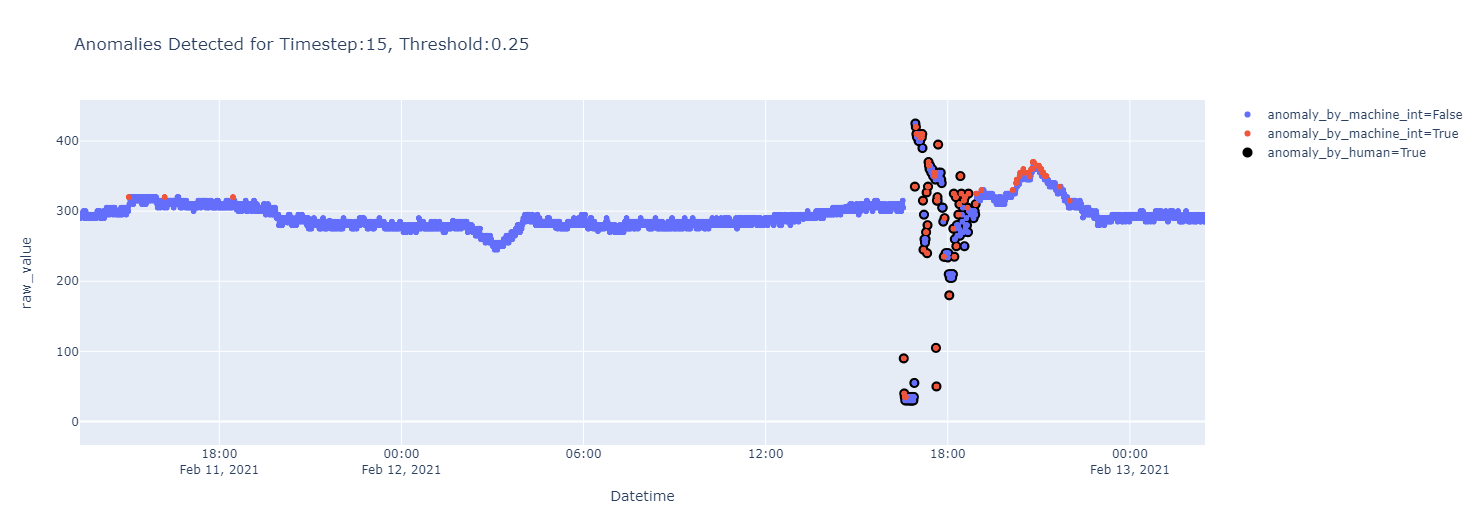 Anomalies Detected for Timestep:15, Threshold:0.25
anomaly_by_machine_int=False
anomaly_by_machine_int=True
anomaly_by_human=True
400
300
200
100
0
raw_value
18:00
Feb 11, 2021
00:00
Feb 12, 2021
06:00
12:00
18:00
00:00
Feb 13, 2021
Datetime